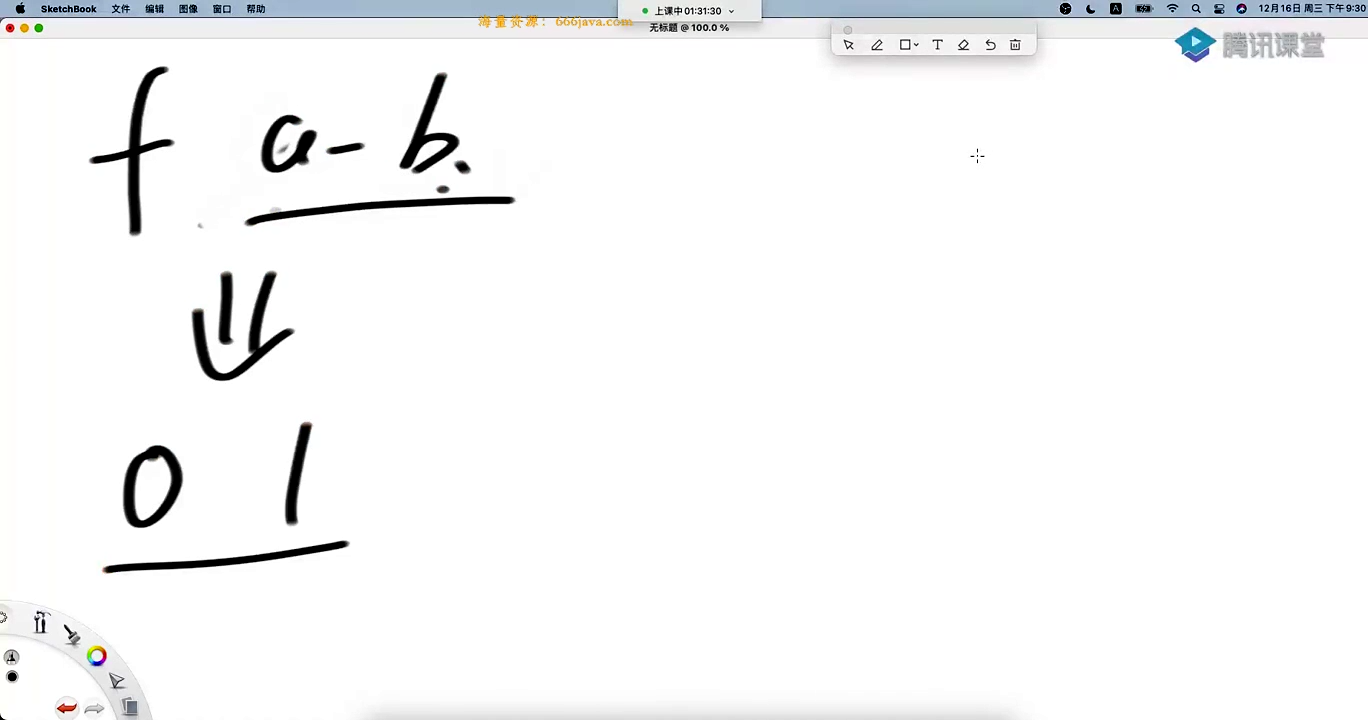 SketchBook 文件 编辑 图像 窗口 帮助
上课中 01:31:30
12月16日 周三 下午9:30
海量资源：666java.com
无标题 @ 100.0 %
腾讯课堂
f a-b.
0 1